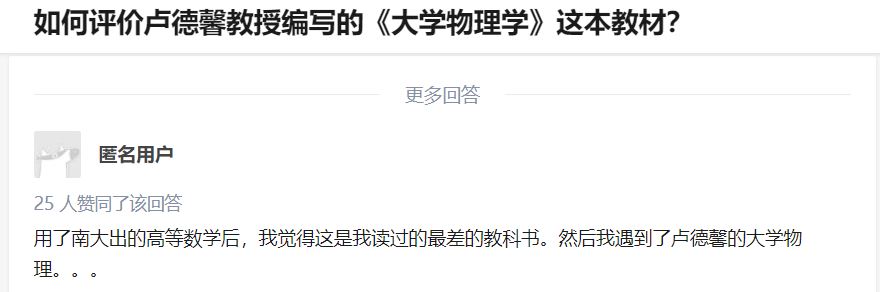 如何评价卢德馨教授编写的《大学物理学》这本教材？
更多回答
匿名用户
25 人赞同了该回答
用了南大出的高等数学后，我觉得这是我读过的最差的教科书。然后我遇到了卢德馨的大学物
理。。。